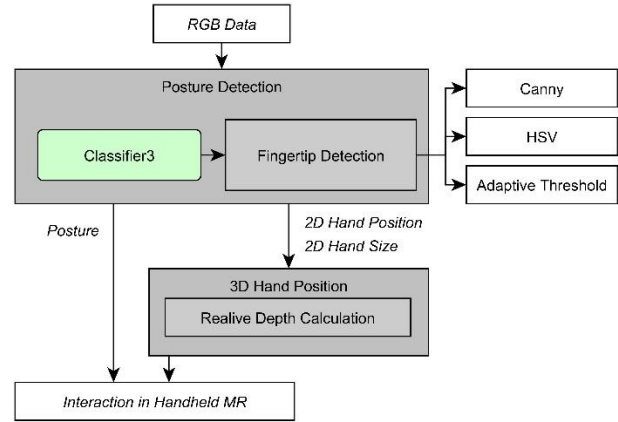 RGB Data
Posture Detection
Classifier3
Fingertip Detection
Canny
HSV
Adaptive Threshold
Posture
2D Hand Position
2D Hand Size
3D Hand Position
Realive Depth Calculation
Interaction in Handheld MR